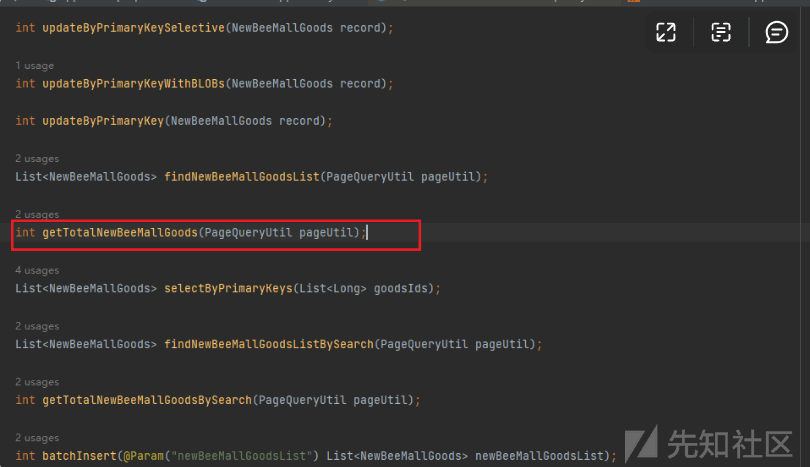 int updateByPrimaryKeySelective(NewBeeMallGoods record);
1 usage
int updateByPrimaryKeyWithBLOBs(NewBeeMallGoods record);
int updateByPrimaryKey(NewBeeMallGoods record);
2 usages
List<NewBeeMallGoods> findNewBeeMallGoodsList(PageQueryUtil pageUtil);
2 usages
int getTotalNewBeeMallGoods(PageQueryUtil pageUtil);
4 usages
List<NewBeeMallGoods> selectByPrimaryKeys(List<Long> goodsIds);
2 usages
List<NewBeeMallGoods> findNewBeeMallGoodsListBySearch(PageQueryUtil pageUtil);
2 usages
int getTotalNewBeeMallGoodsBySearch(PageQueryUtil pageUtil);
2 usages
int batchInsert(@Param("newBeeMallGoodsList") List<NewBeeMallGoods> newBeeMallGoodsList);
先知社区